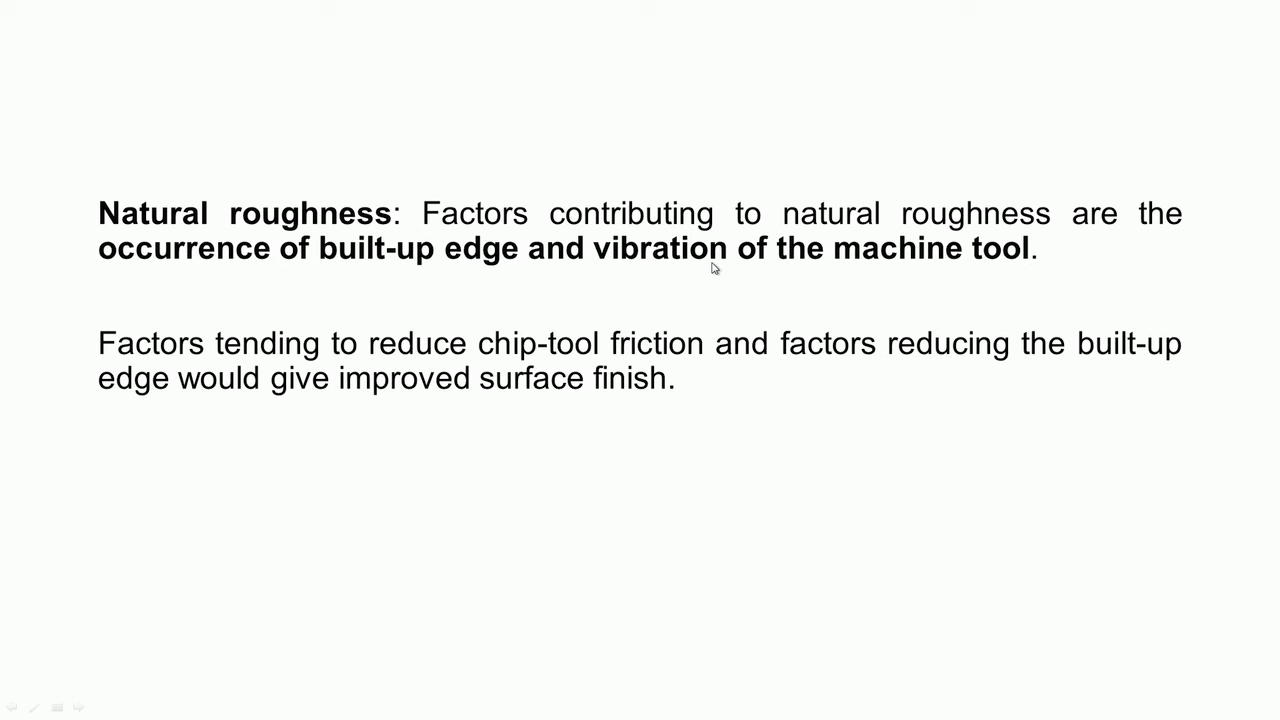 Natural roughness: Factors contributing to natural roughness are the
occurrence of built-up edge and vibration of the machine tool.
Factors tending to reduce chip-tool friction and factors reducing the built-up
edge would give improved surface finish.